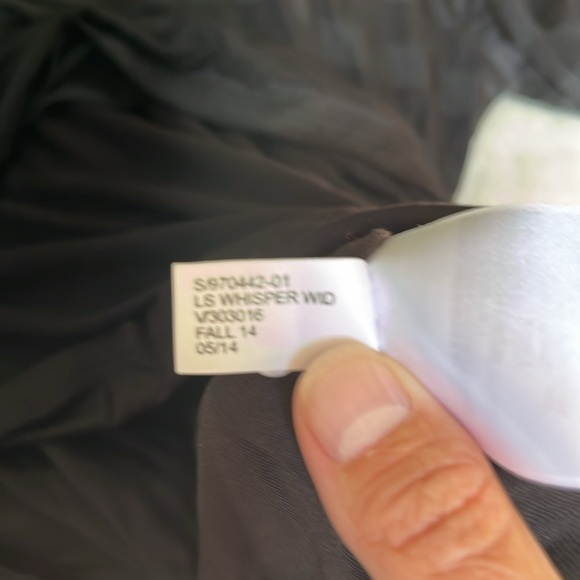 S/970442-01
LS WHISPER WID
V/303016
FALL 14
05/14